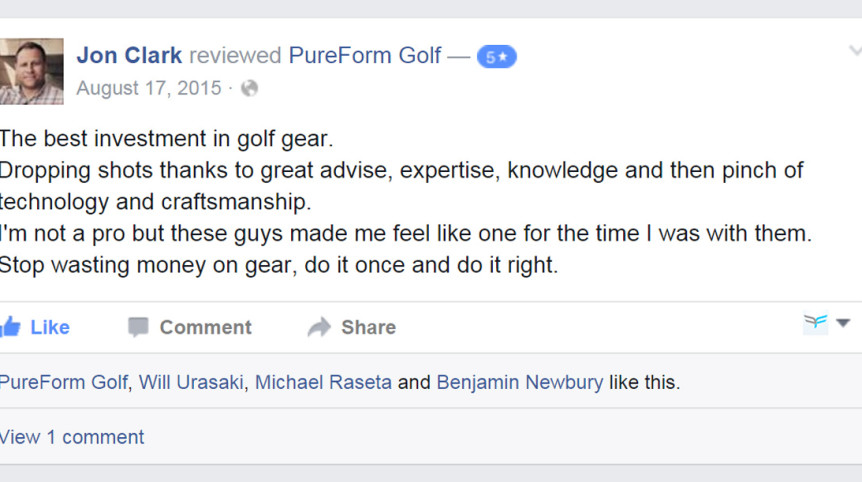 Jon Clark reviewed PureForm Golf — 5★
August 17, 2015 ·
The best investment in golf gear.
Dropping shots thanks to great advise, expertise, knowledge and then pinch of
technology and craftsmanship.
I'm not a pro but these guys made me feel like one for the time I was with them.
Stop wasting money on gear, do it once and do it right.
Like Comment Share
PureForm Golf, Will Urasaki, Michael Raseta and Benjamin Newbury like this.
View 1 comment